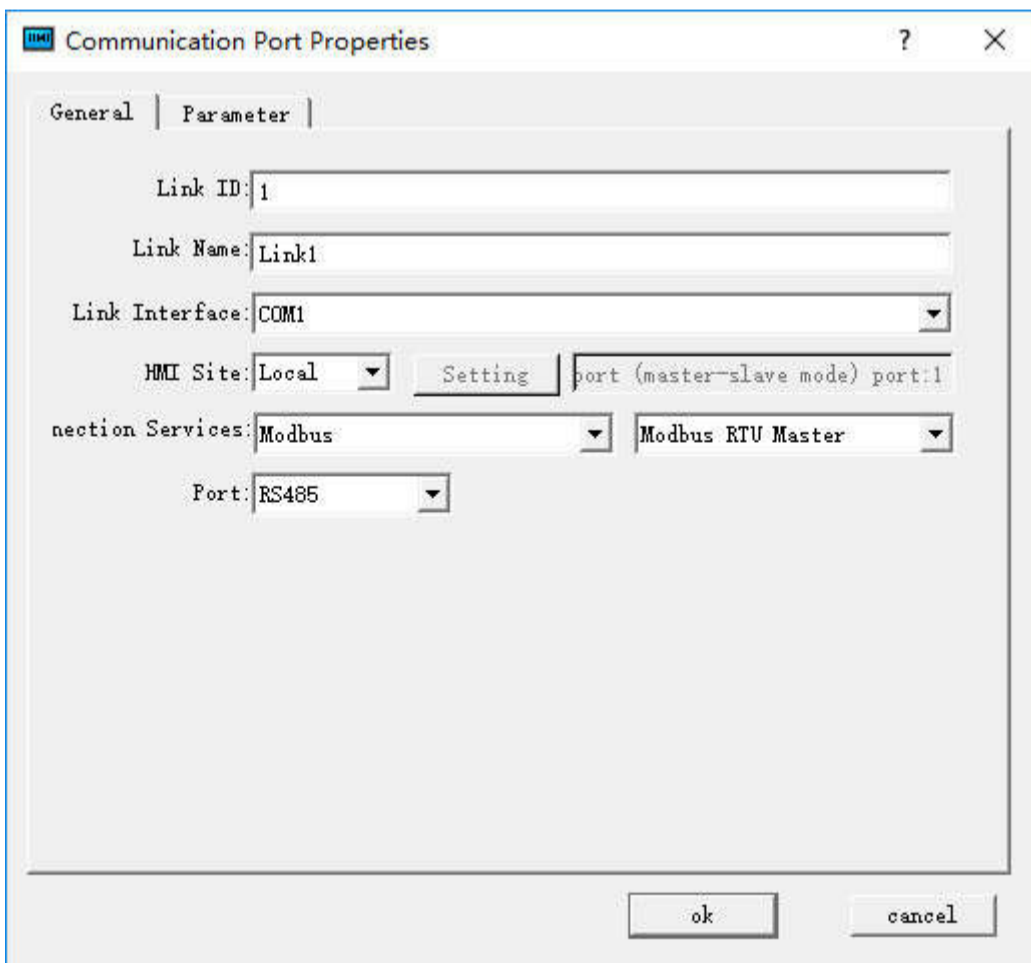 HMI Communication Port Properties ? ×
General Parameter
Link ID: 1
Link Name: Link1
Link Interface: COM1
HMI Site: Local Setting port (master-slave mode) port:1
nection Services: Modbus Modbus RTU Master
Port: RS485
ok cancel